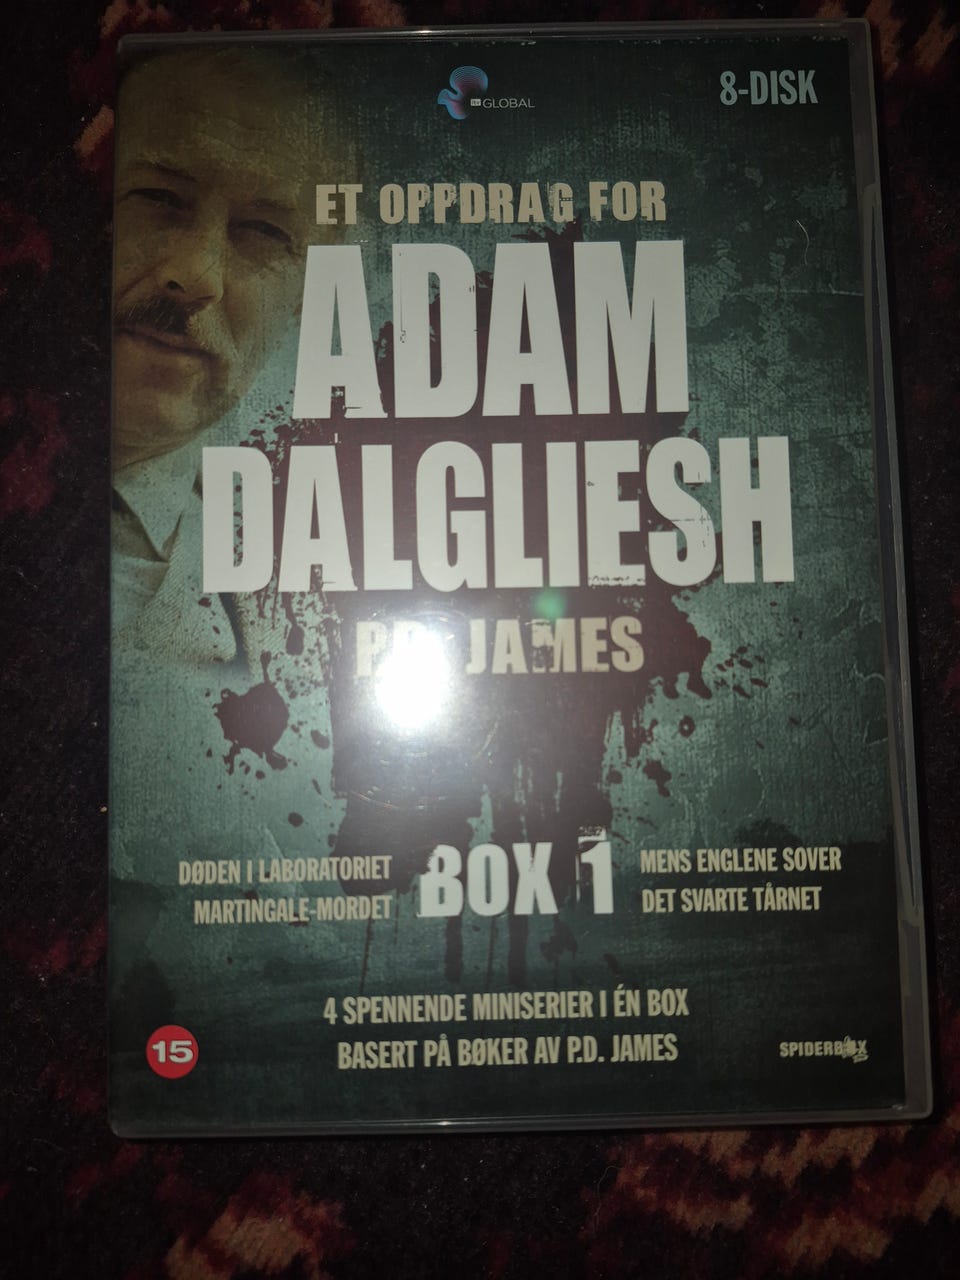 GLOBAL
8-DISK
ET OPPDRAG FOR
ADAM
DALGLIESH
JAMES
DØDEN I LABORATORIET
MARTINGALE-MORDET
BOX 1
MENS ENGLENE SOVER
DET SVARTE TÅRNET
4 SPENNENDE MINISERIER I ÉN BOX
BASERT PÅ BØKER AV P.D. JAMES
15
SPIDERBOX